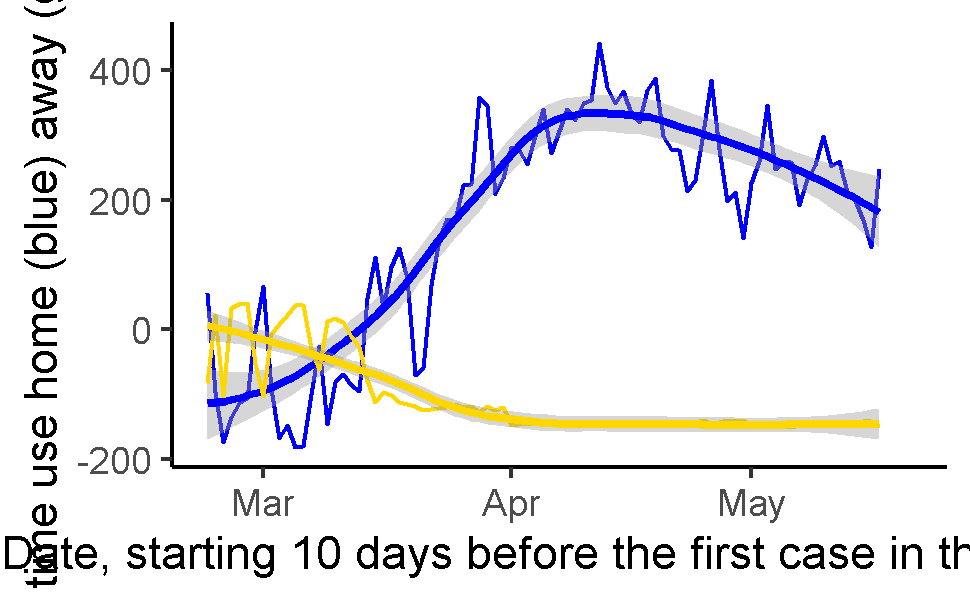 time use home (blue) away (
400
200
0
-200
Mar Apr May
Date, starting 10 days before the first case in th